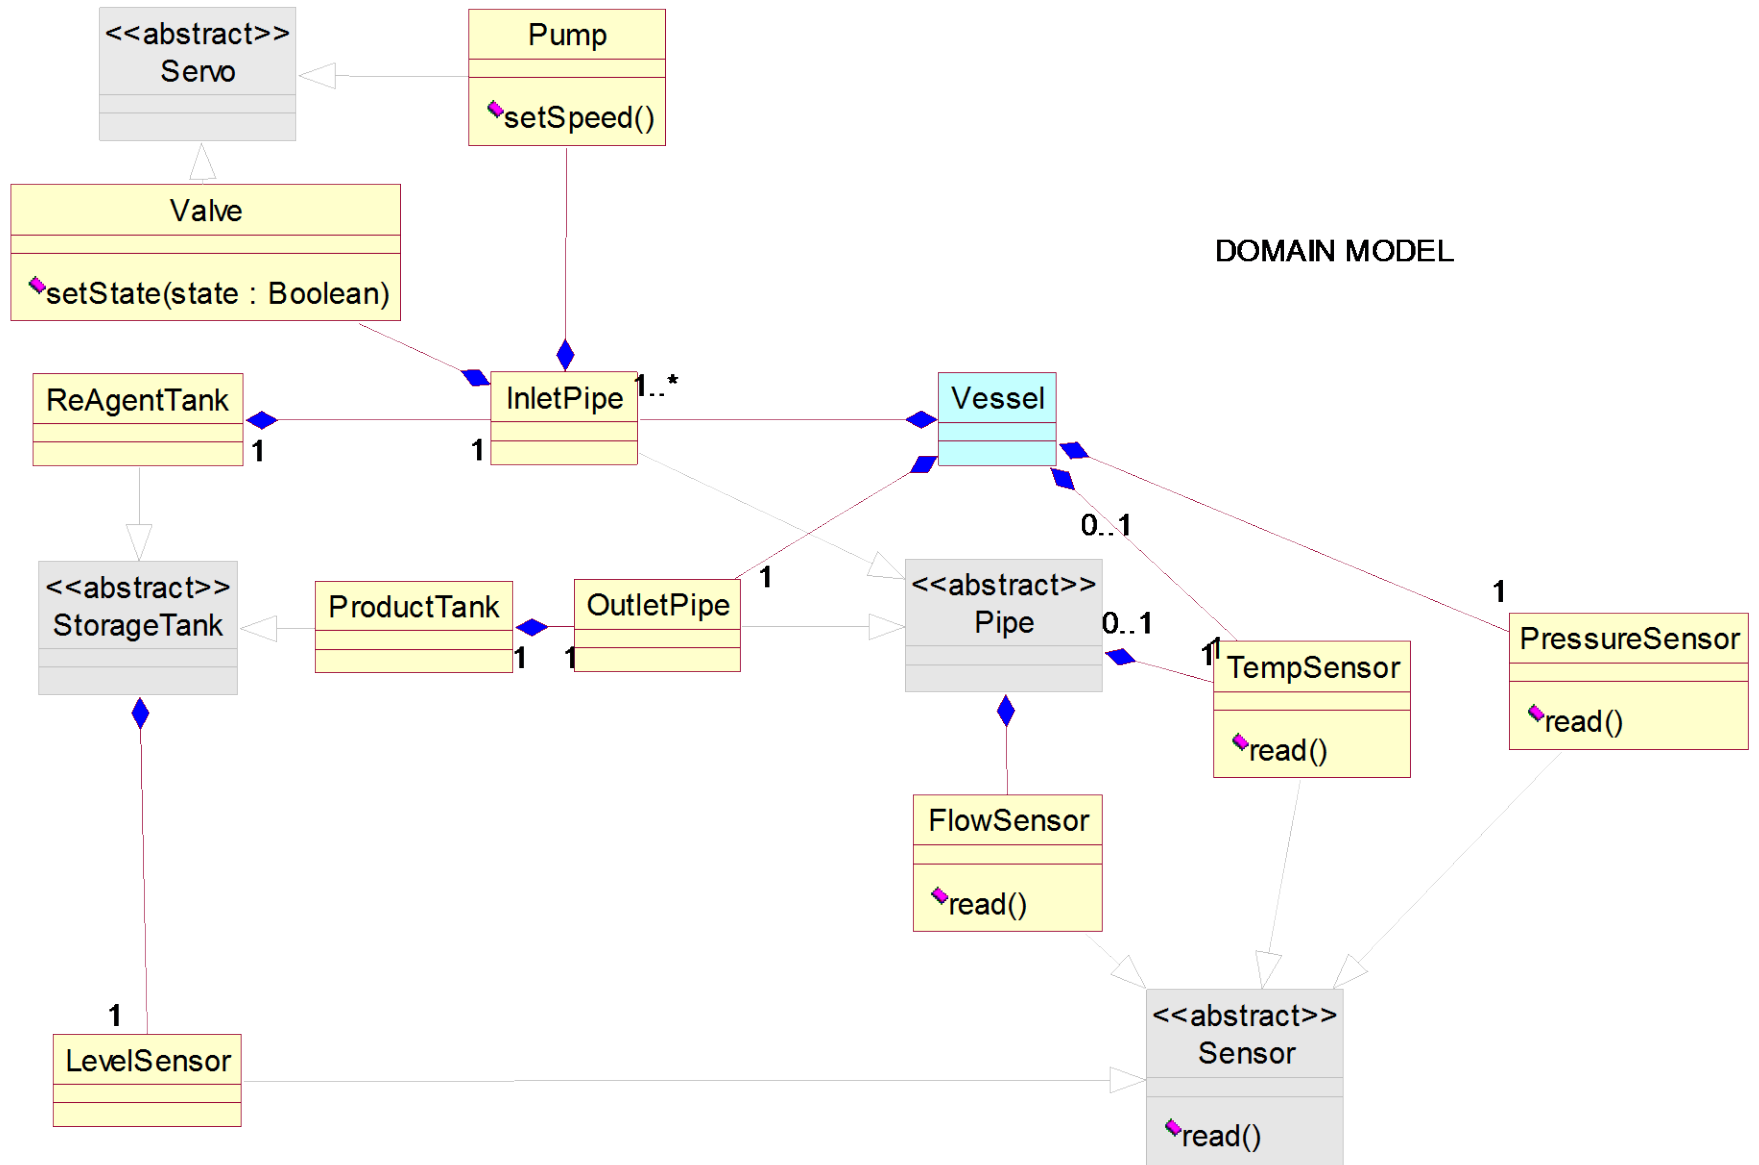 <<abstract>>
Servo
Pump
setSpeed()
Valve
setState(state : Boolean)
DOMAIN MODEL
ReAgentTank
1
1
InletPipe
1..*
Vessel
0..1
1
<<abstract>>
StorageTank
ProductTank
1
1
OutletPipe
1
<<abstract>>
Pipe
0..1
1
1
TempSensor
read()
PressureSensor
read()
FlowSensor
read()
1
LevelSensor
<<abstract>>
Sensor
read()